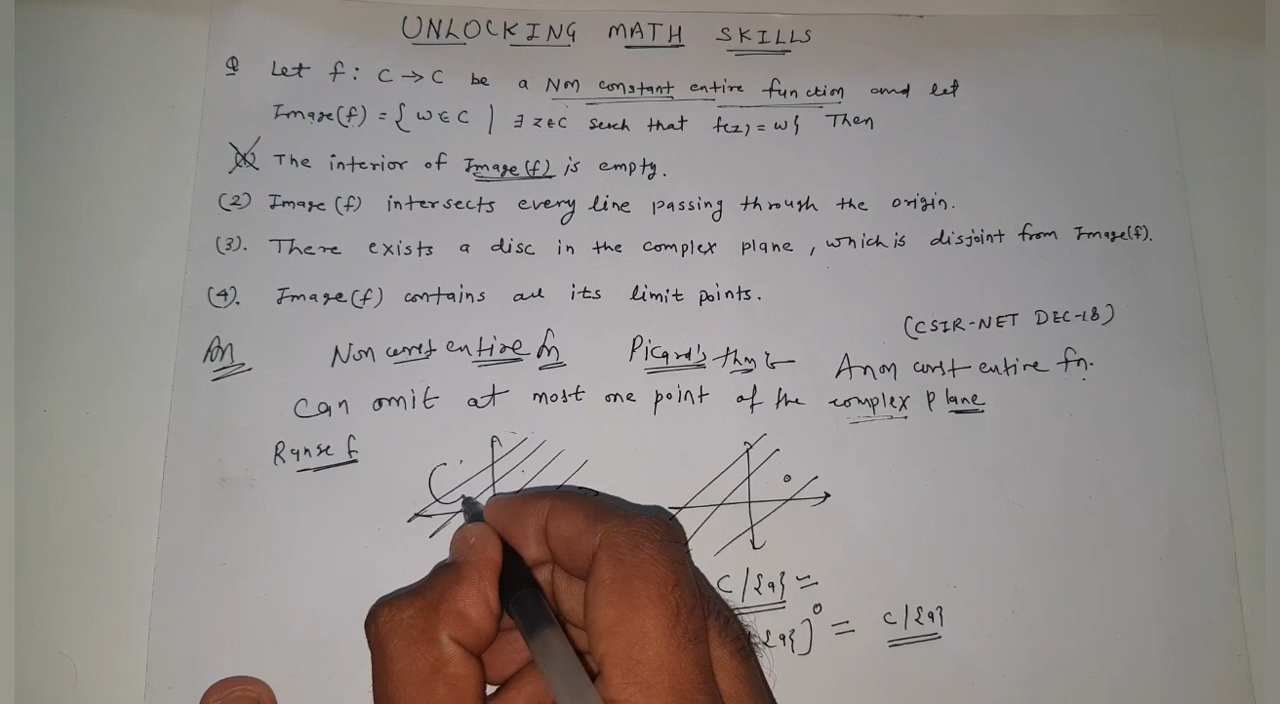 UNLOCKING MATH SKILLS
Q Let f: C → C be a Non constant entire function and let
Image(f) = { w ∈ C | ∃ z ∈ C such that f(z) = w} Then
(1) The interior of Image(f) is empty.
(2) Image (f) intersects every line passing through the origin.
(3). There exists a disc in the complex plane, which is disjoint from Image(f).
(4). Image(f) contains all its limit points.
(CSIR-NET DEC-18)
An Non const entire fn Picard's thm :- A non const entire fn.
can omit at most one point of the complex plane
Range f
C/{a} =
{a}]⁰ = C/{a}